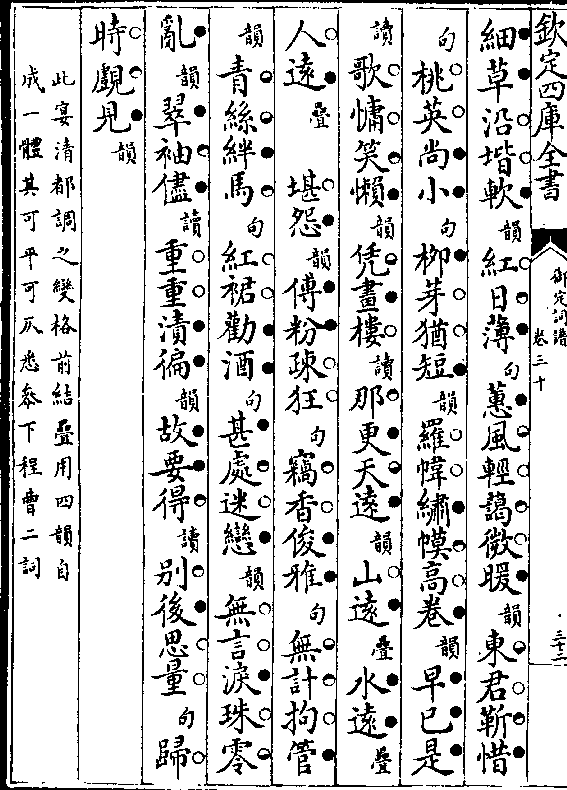 欽定四庫全書
御定詞譜
卷三十
三十二
細草沿堦軟韻紅日薄句蕙風輕藹微暖韻東君靳惜
句桃英尚小句柳芽猶短韻羅幃繡幙高卷韻早已是
讀歌慵笑懶韻凭畫樓讀那更天遠韻山遠疊水遠疊
人遠疊堪怨韻傅粉踈狂句竊香俊雅句無計拘管
韻青絲絆馬句紅裙勸酒句甚處迷戀韻無言淚珠零
亂韻翠袖儘讀重重漬徧韻故要得讀別後思量句歸
時覷見韻
此宴清都調之變格前結疊用四韻自
成一體其可平可仄悉叅下程曹二詞